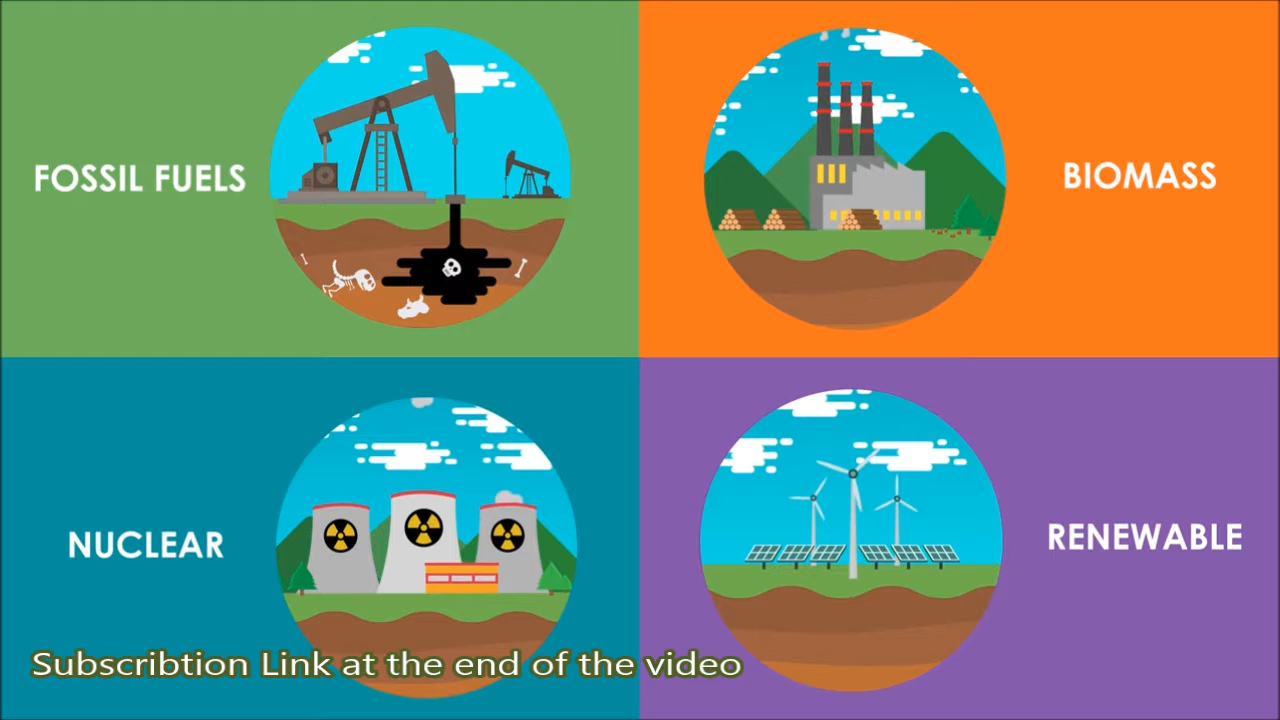 FOSSIL FUELS
BIOMASS
NUCLEAR
RENEWABLE
Subscribtion Link at the end of the video